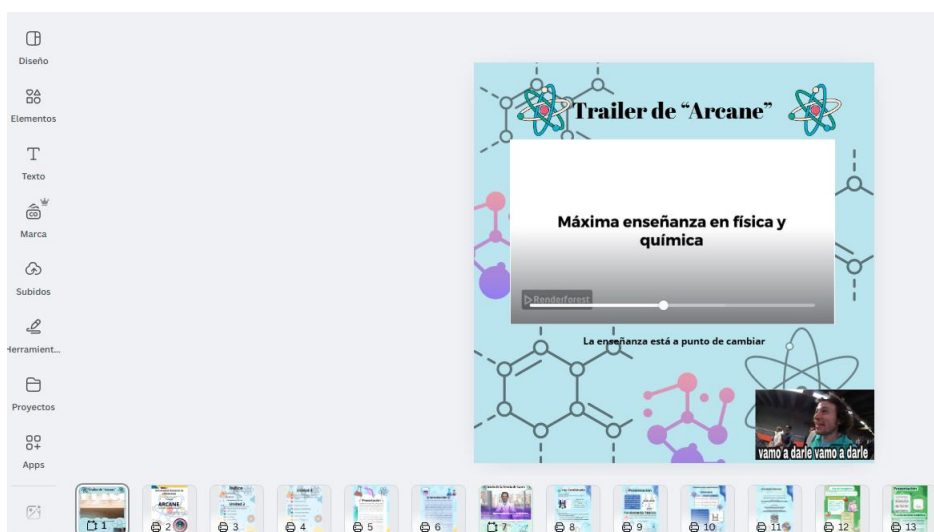 Diseño
Elementos
Texto
Marca
Subidos
Herramient...
Proyectos
Apps
Trailer de “Arcane”
Máxima enseñanza en física y
química
Renderforest
La enseñanza está a punto de cambiar
vamo a darle vamo a darle
1
2
3
4
5
6
7
8
9
10
11
12
13
ARCANE